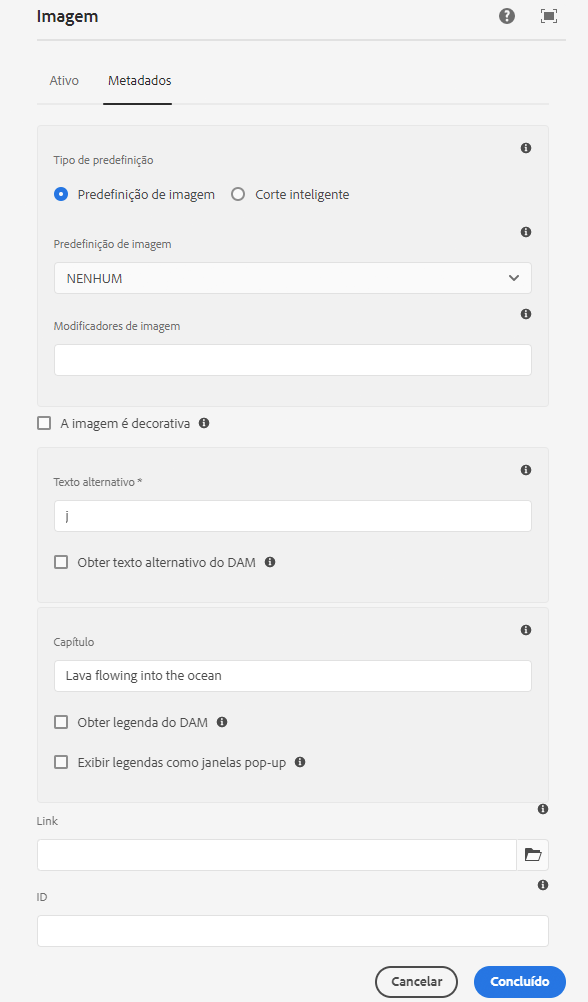 Imagem
Ativo Metadados
Tipo de predefinição
Predefinição de imagem Corte inteligente
Predefinição de imagem
NENHUM
Modificadores de imagem
A imagem é decorativa
Texto alternativo *
j
Obter texto alternativo do DAM
Capítulo
Lava flowing into the ocean
Obter legenda do DAM
Exibir legendas como janelas pop-up
Link
ID
Cancelar Concluído